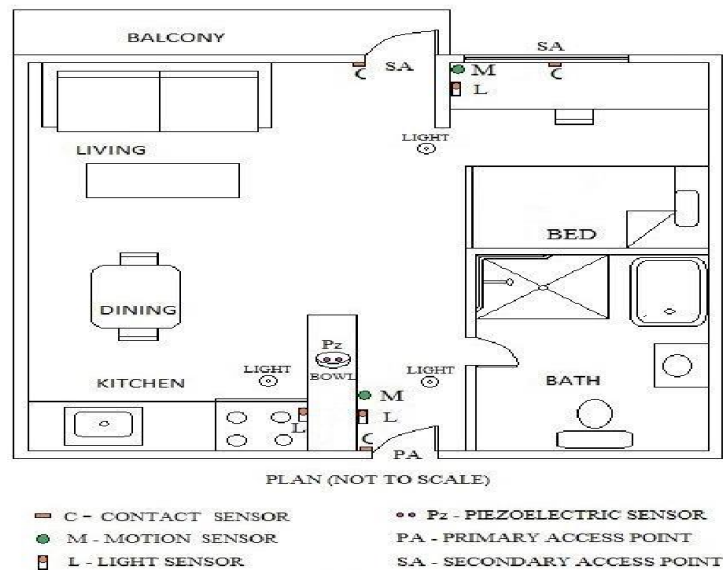 BALCONY
SA
SA
C
M
C
L
LIGHT
LIVING
BED
DINING
Pz
LIGHT
BOWL
LIGHT
KITCHEN
M
BATH
L
L
C
PA
PLAN (NOT TO SCALE)
C - CONTACT SENSOR
Pz - PIEZOELECTRIC SENSOR
M - MOTION SENSOR
PA - PRIMARY ACCESS POINT
L - LIGHT SENSOR
SA - SECONDARY ACCESS POINT